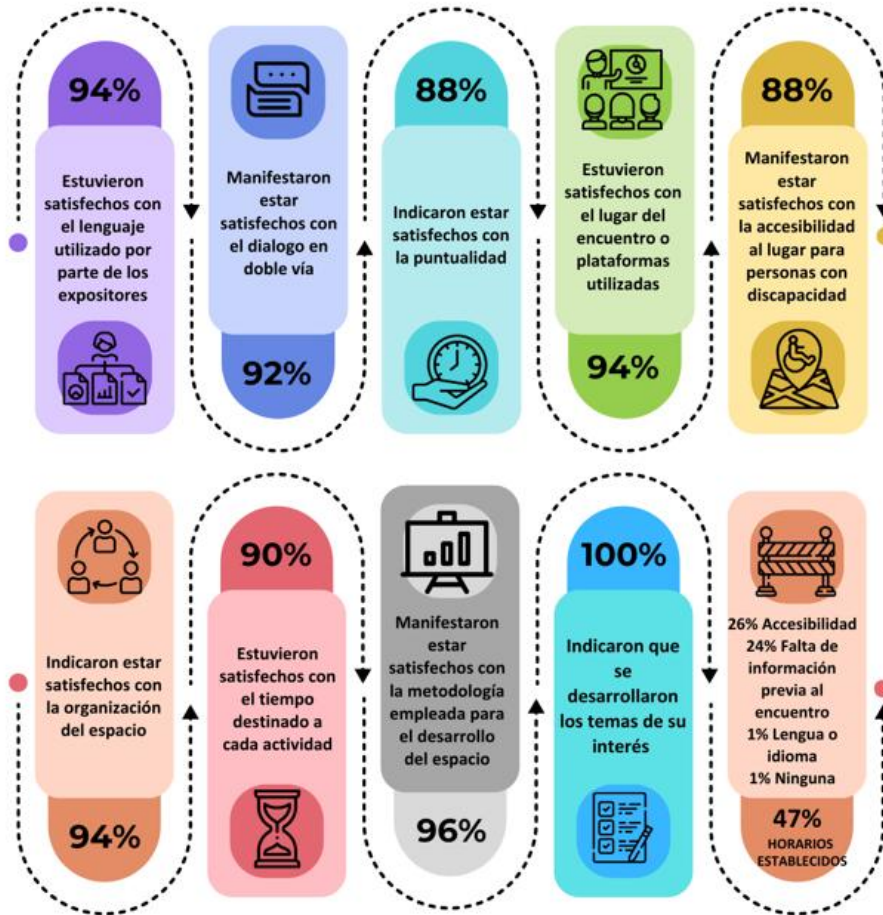 94%
Estuvieron
satisfechos con
el lenguaje
utilizado por
parte de los
expositores
Manifestaron
estar
satisfechos con
el dialogo en
doble vía
92%
88%
Indicaron estar
satisfechos con
la puntualidad
Estuvieron
satisfechos con
el lugar del
encuentro o
plataformas
utilizadas
94%
88%
Manifestaron
estar
satisfechos con
la accesibilidad
al lugar para
personas con
discapacidad
Indicaron estar
satisfechos con
la organización
del espacio
94%
90%
Estuvieron
satisfechos con
el tiempo
destinado a
cada actividad
Manifestaron
estar
satisfechos con
la metodología
empleada para
el desarrollo
del espacio
96%
100%
Indicaron que
se
desarrollaron
los temas de su
interés
26% Accesibilidad
24% Falta de
información
previa al
encuentro
1% Lengua o
idioma
1% Ninguna
47%
HORARIOS
ESTABLECIDOS